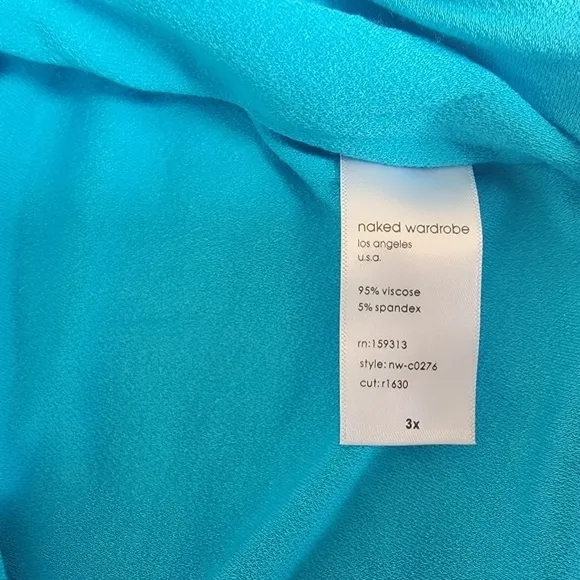 naked wardrobe
los angeles
u.s.a.
95% viscose
5% spandex
rn:159313
style: nw-c0276
cut: r1630
3x